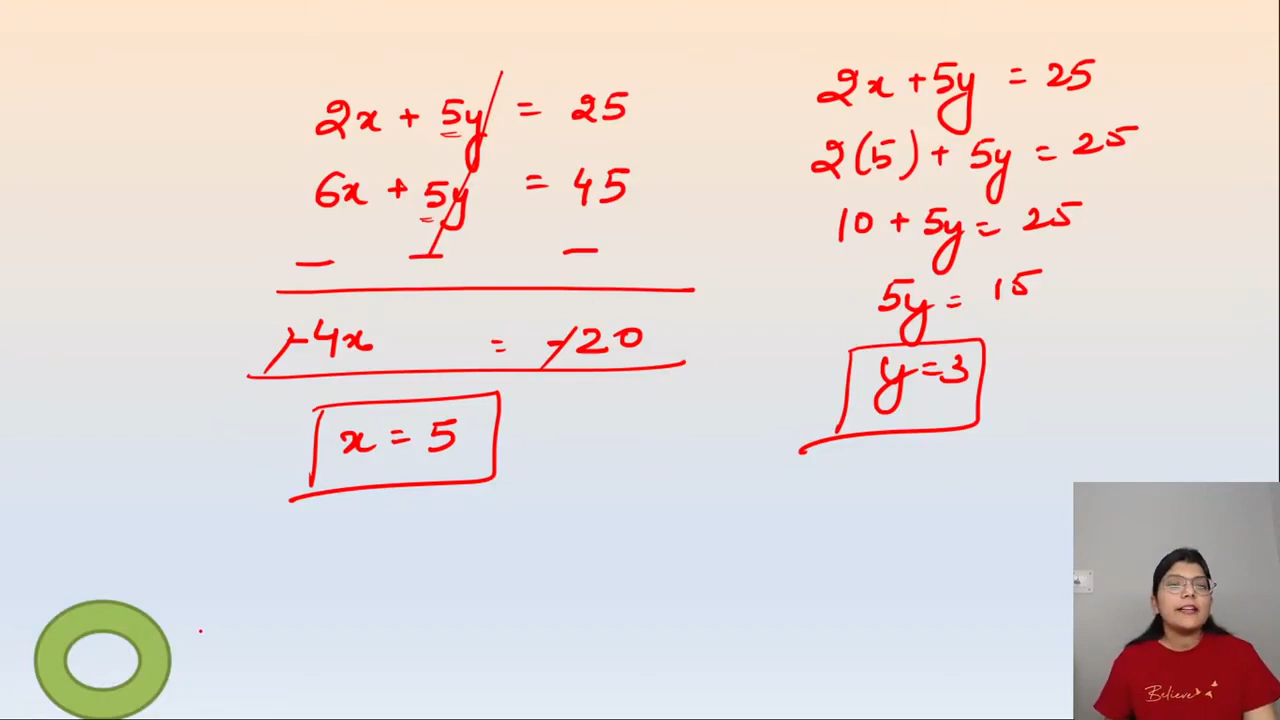 2x + 5y = 25
6x + 5y = 45
— — —
-4x = -20
x = 5
2x + 5y = 25
2(5) + 5y = 25
10 + 5y = 25
5y = 15
y = 3
Believe